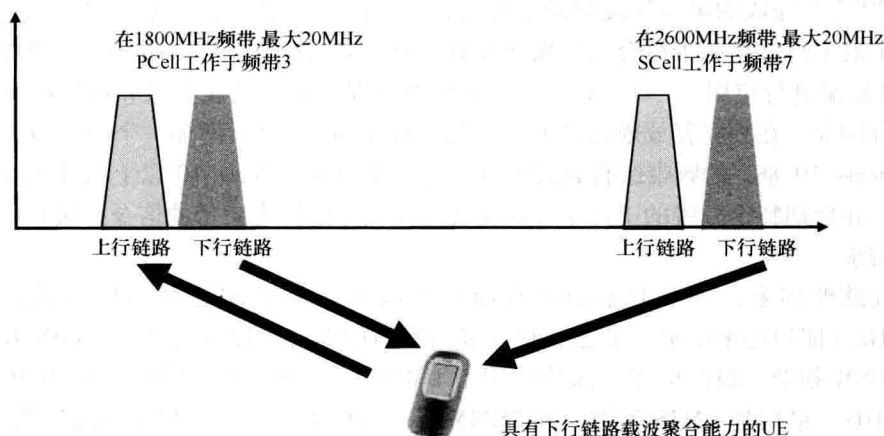 在1800MHz频带,最大20MHz
PCell工作于频带3
在2600MHz频带,最大20MHz
SCell工作于频带7
上行链路
下行链路
上行链路
下行链路
具有下行链路载波聚合能力的UE